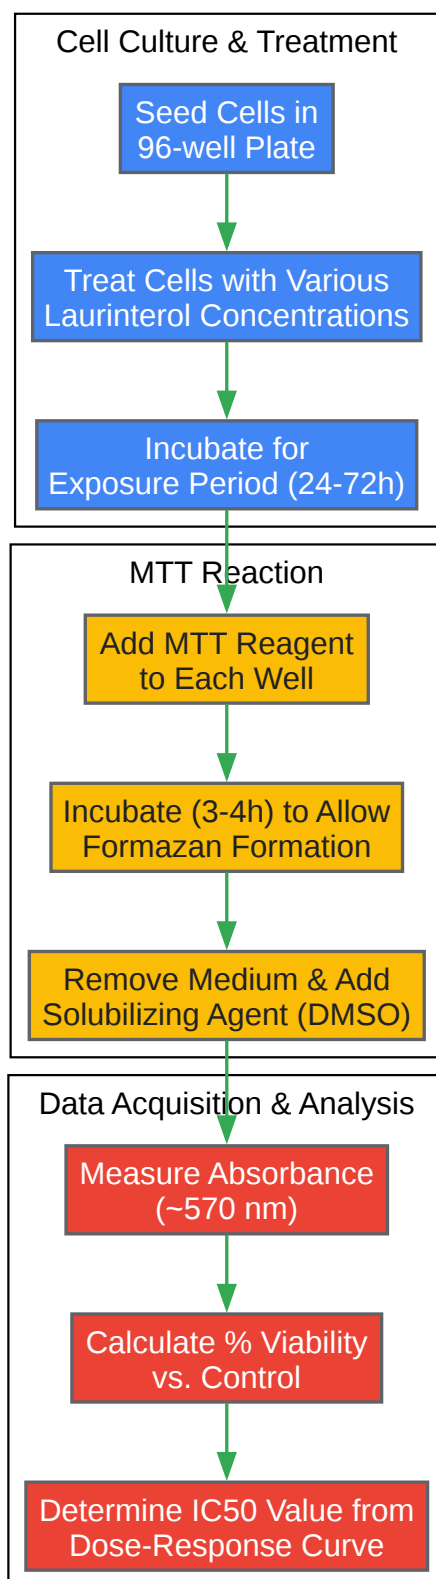 Cell Culture & Treatment
Seed Cells in
96-well Plate
Treat Cells with Various
Laurinterol Concentrations
Incubate for
Exposure Period (24-72h)
MTT Reaction
Add MTT Reagent
to Each Well
Incubate (3-4h) to Allow
Formazan Formation
Remove Medium & Add
Solubilizing Agent (DMSO)
Data Acquisition & Analysis
Measure Absorbance
(~570 nm)
Calculate % Viability
vs. Control
Determine IC50 Value from
Dose-Response Curve